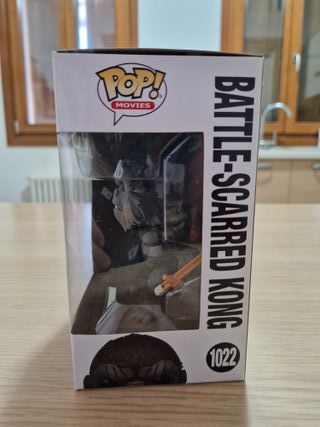 POP!
MOVIES
BATTLE-SCARRED KONG
1022